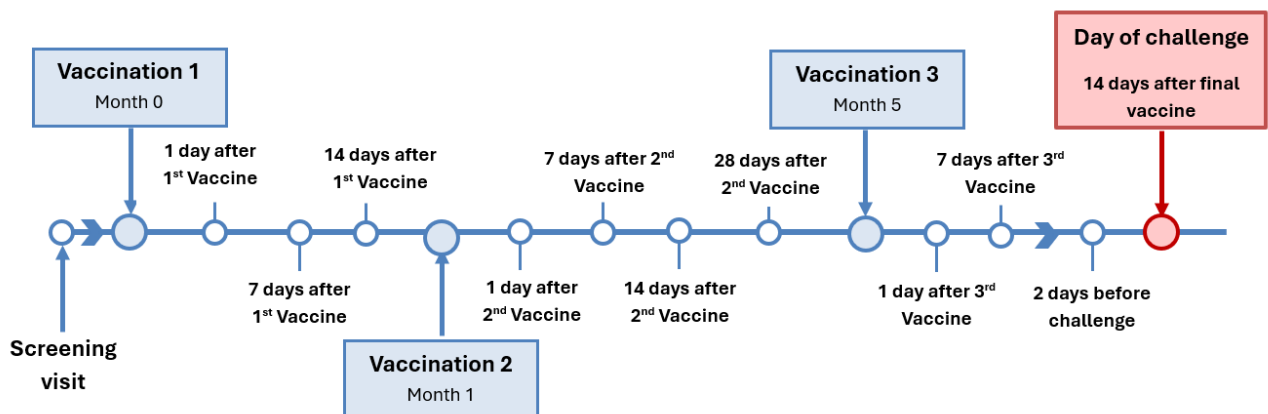 Vaccination 1
Month 0
Vaccination 3
Month 5
Day of challenge
14 days after final
vaccine
1 day after
1st Vaccine
14 days after
1st Vaccine
7 days after 2nd
Vaccine
28 days after
2nd Vaccine
7 days after 3rd
Vaccine
Screening
visit
7 days after
1st Vaccine
1 day after
2nd Vaccine
14 days after
2nd Vaccine
1 day after 3rd
Vaccine
2 days before
challenge
Vaccination 2
Month 1